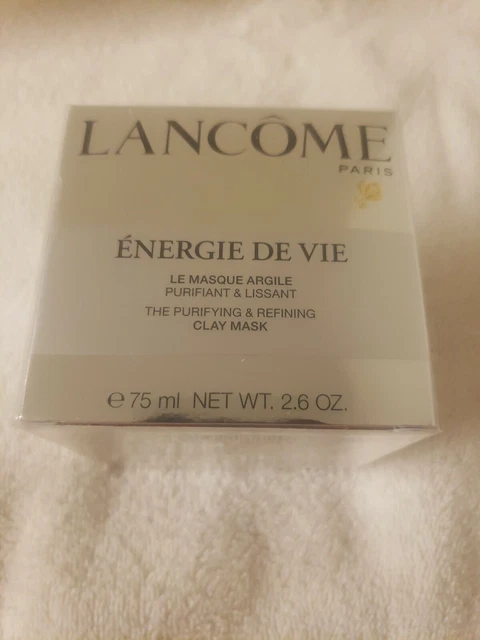 LANCÔME
PARIS
ÉNERGIE DE VIE
LE MASQUE ARGILE
PURIFIANT & LISSANT
THE PURIFYING & REFINING
CLAY MASK
℮ 75 ml NET WT. 2.6 OZ.